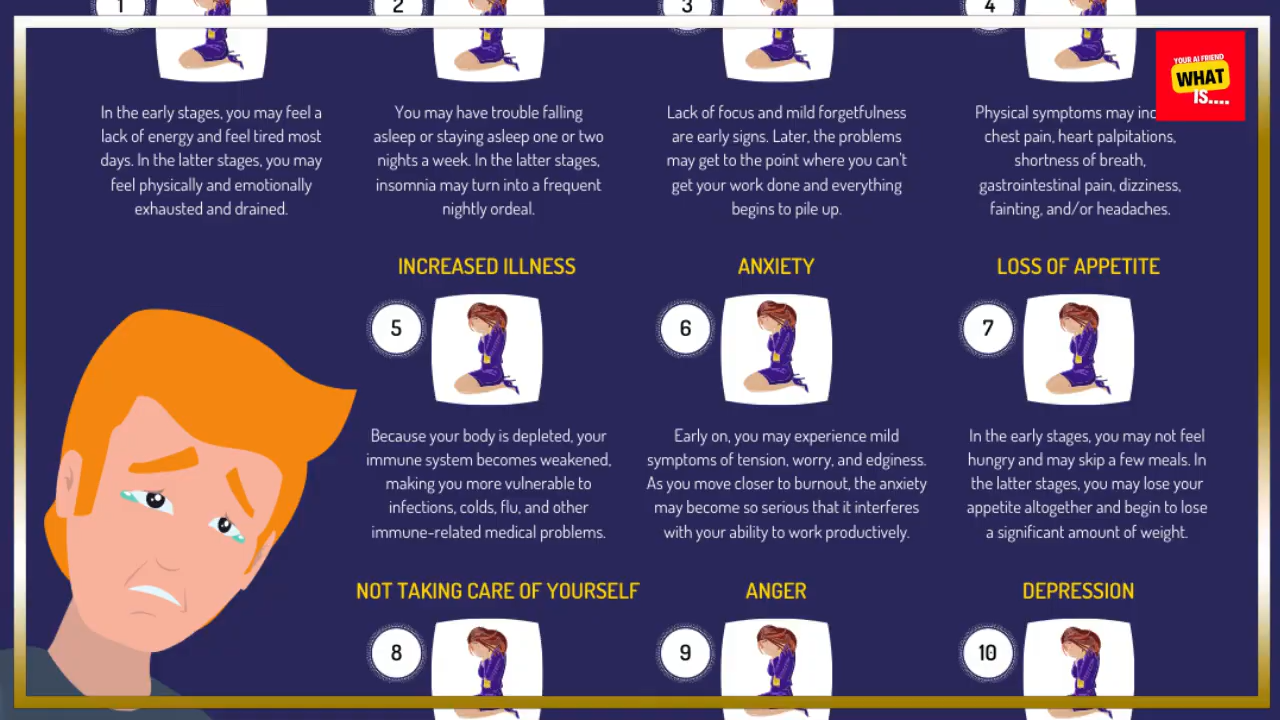 1
2
3
4
YOUR AI FRIEND
WHAT
IS....
In the early stages, you may feel a
lack of energy and feel tired most
days. In the latter stages, you may
feel physically and emotionally
exhausted and drained.
You may have trouble falling
asleep or staying asleep one or two
nights a week. In the latter stages,
insomnia may turn into a frequent
nightly ordeal.
Lack of focus and mild forgetfulness
are early signs. Later, the problems
may get to the point where you can't
get your work done and everything
begins to pile up.
Physical symptoms may
chest pain, heart palpitations,
shortness of breath,
gastrointestinal pain, dizziness,
fainting, and/or headaches.
INCREASED ILLNESS
5
Because your body is depleted, your
immune system becomes weakened,
making you more vulnerable to
infections, colds, flu, and other
immune-related medical problems.
ANXIETY
6
Early on, you may experience mild
symptoms of tension, worry, and edginess.
As you move closer to burnout, the anxiety
may become so serious that it interferes
with your ability to work productively.
LOSS OF APPETITE
7
In the early stages, you may not feel
hungry and may skip a few meals. In
the latter stages, you may lose your
appetite altogether and begin to lose
a significant amount of weight.
NOT TAKING CARE OF YOURSELF
8
ANGER
9
DEPRESSION
10